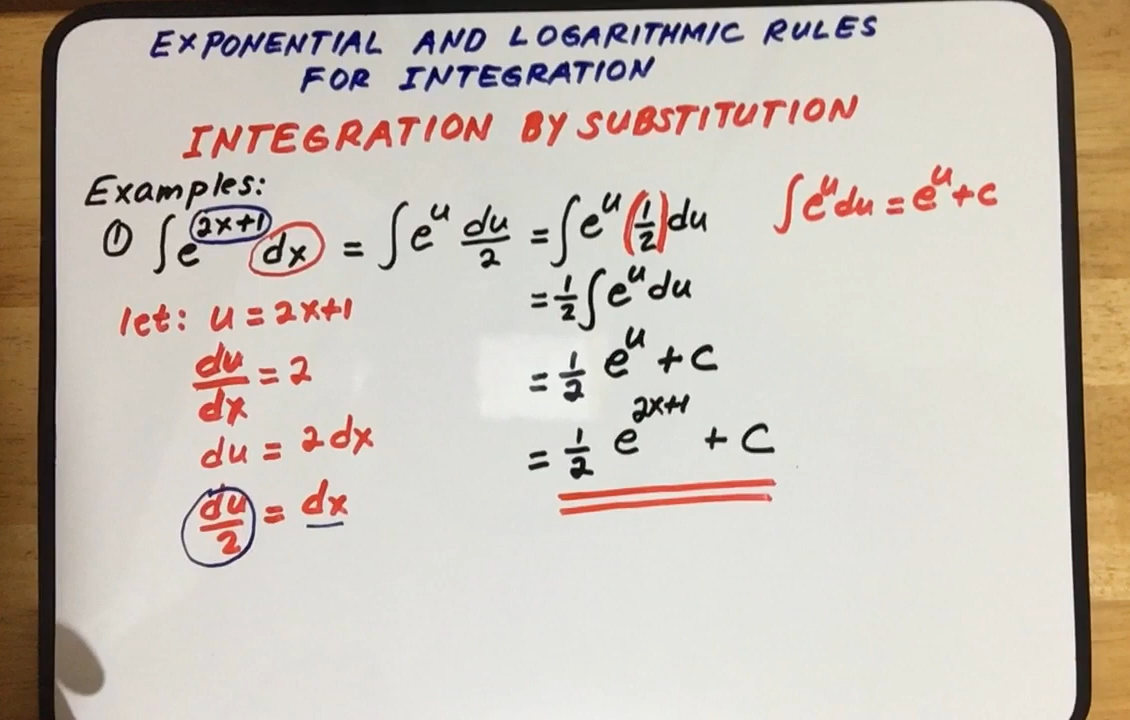 EXPONENTIAL AND LOGARITHMIC RULES
FOR INTEGRATION
INTEGRATION BY SUBSTITUTION
Examples:
① ∫e^(2x+1) dx = ∫e^u du/2 = ∫e^u (1/2)du
∫e^u du = e^u + c
let: u = 2x+1
du/dx = 2
du = 2dx
du/2 = dx
= 1/2 ∫e^u du
= 1/2 e^u + C
= 1/2 e^(2x+1) + C